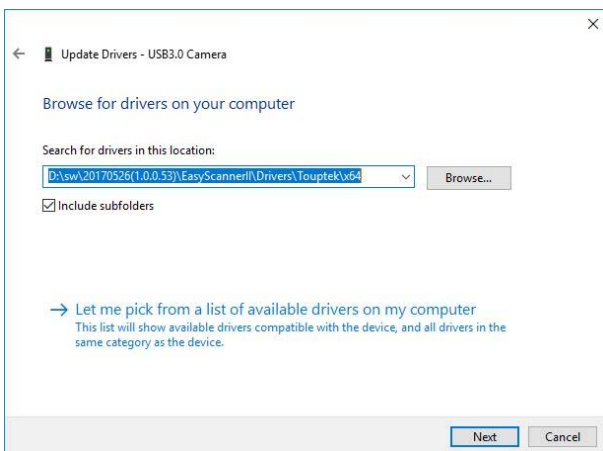 Update Drivers - USB3.0 Camera
Browse for drivers on your computer
Search for drivers in this location:
D:\sw\20170526(1.0.0.53)\EasyScannerII\Drivers\Touptek\x64
Browse...
Include subfolders
Let me pick from a list of available drivers on my computer
This list will show available drivers compatible with the device, and all drivers in the
same category as the device.
Next
Cancel